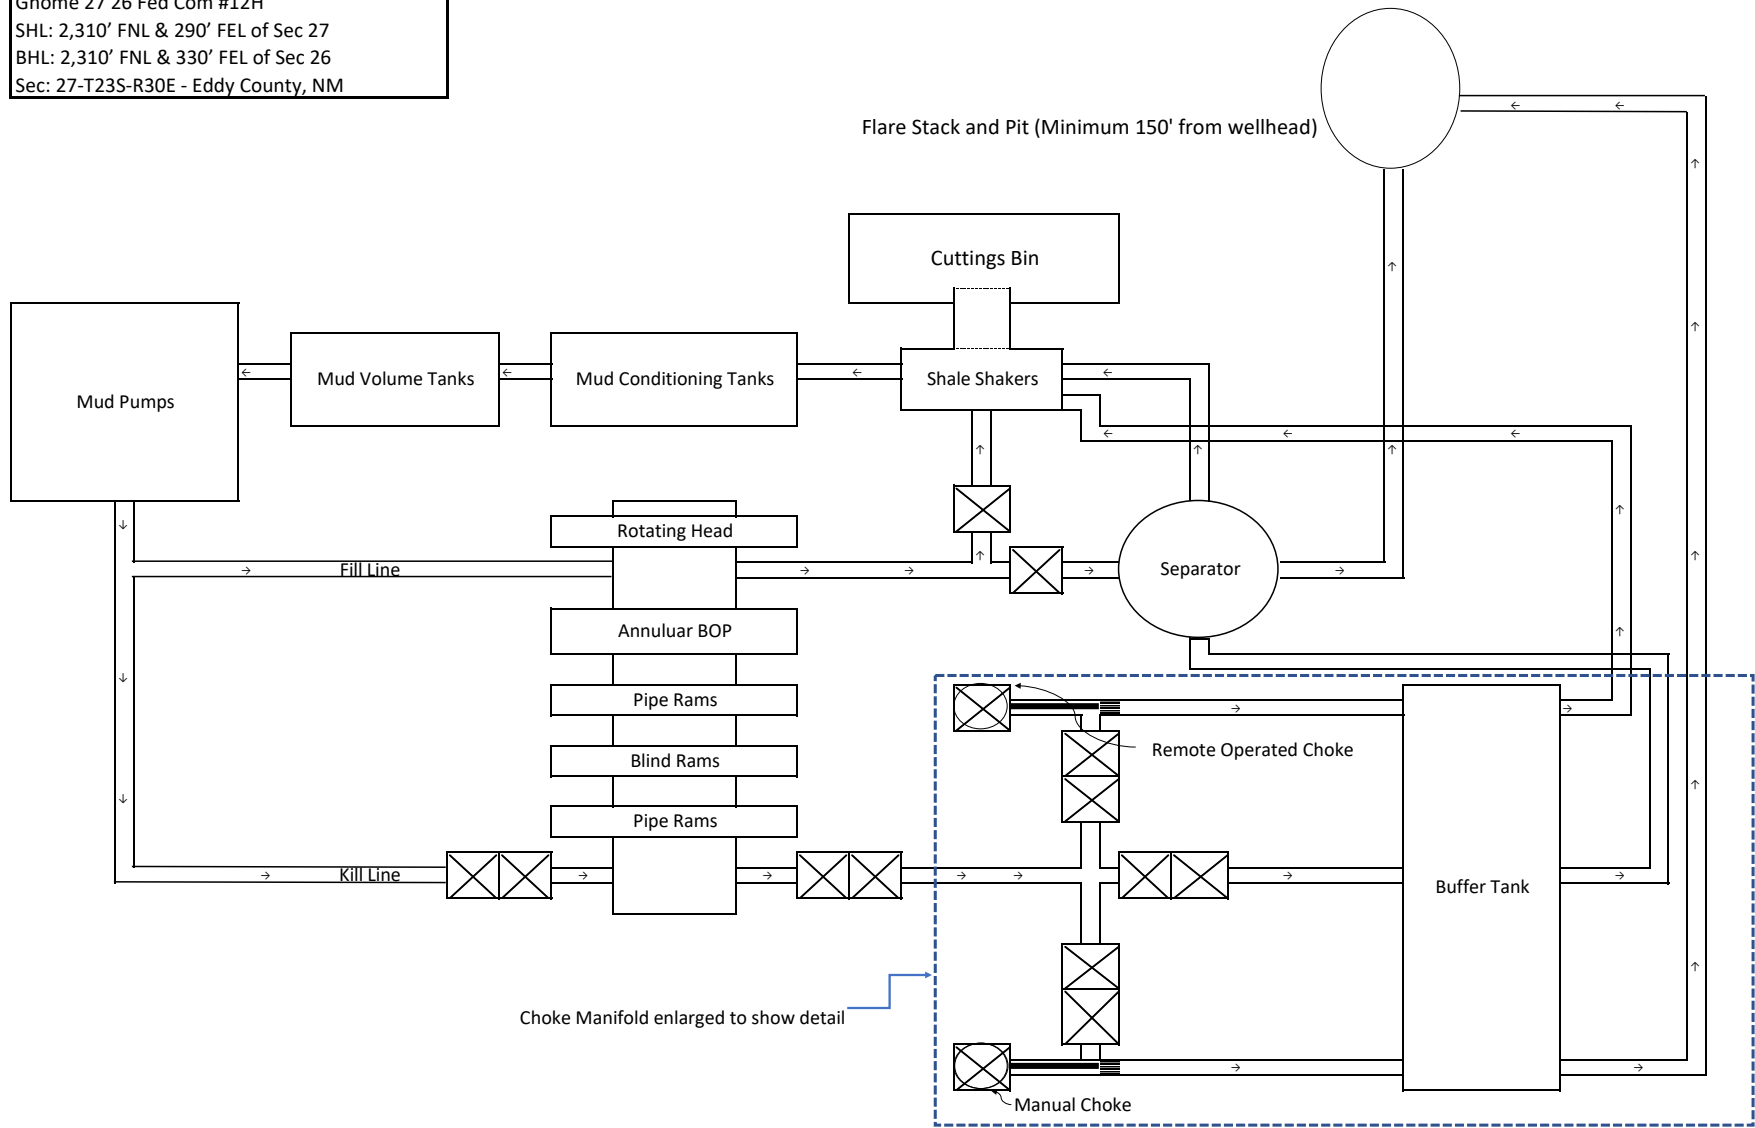 Gnome 27 26 Fed Com #12H
SHL: 2,310’ FNL & 290’ FEL of Sec 27
BHL: 2,310’ FNL & 330’ FEL of Sec 26
Sec: 27-T23S-R30E - Eddy County, NM
Flare Stack and Pit (Minimum 150' from wellhead)
Cuttings Bin
Mud Pumps
Mud Volume Tanks
Mud Conditioning Tanks
Shale Shakers
Rotating Head
Fill Line
Separator
Annuluar BOP
Pipe Rams
Blind Rams
Remote Operated Choke
Pipe Rams
Kill Line
Buffer Tank
Choke Manifold enlarged to show detail
Manual Choke